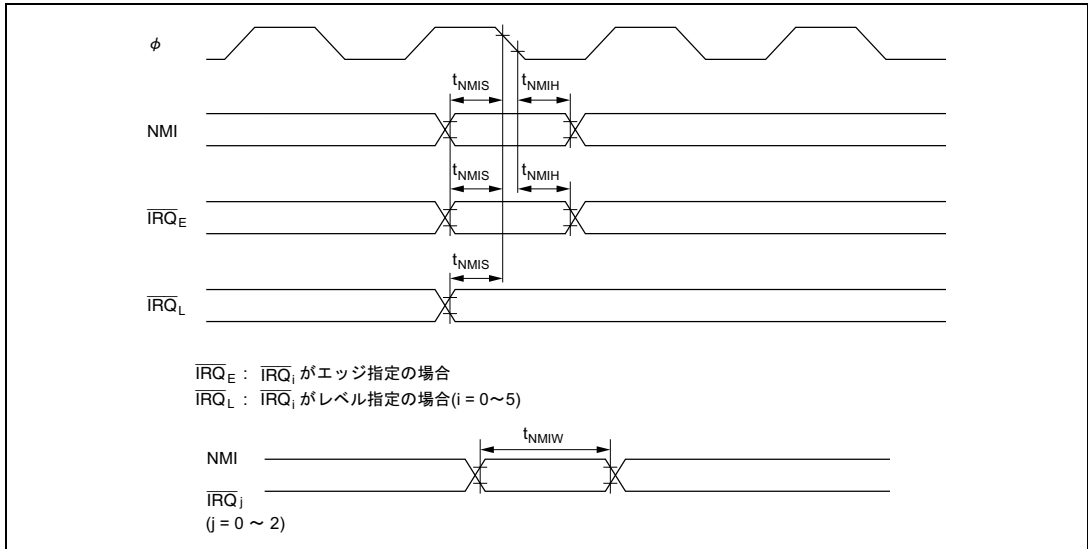 φ
tNMIS tNMIH
NMI
tNMIS tNMIH
IRQE
tNMIS
IRQL
IRQE : IRQi がエッジ指定の場合
IRQL : IRQi がレベル指定の場合(i = 0～5)
tNMIW
NMI
IRQj
(j = 0 ～ 2)